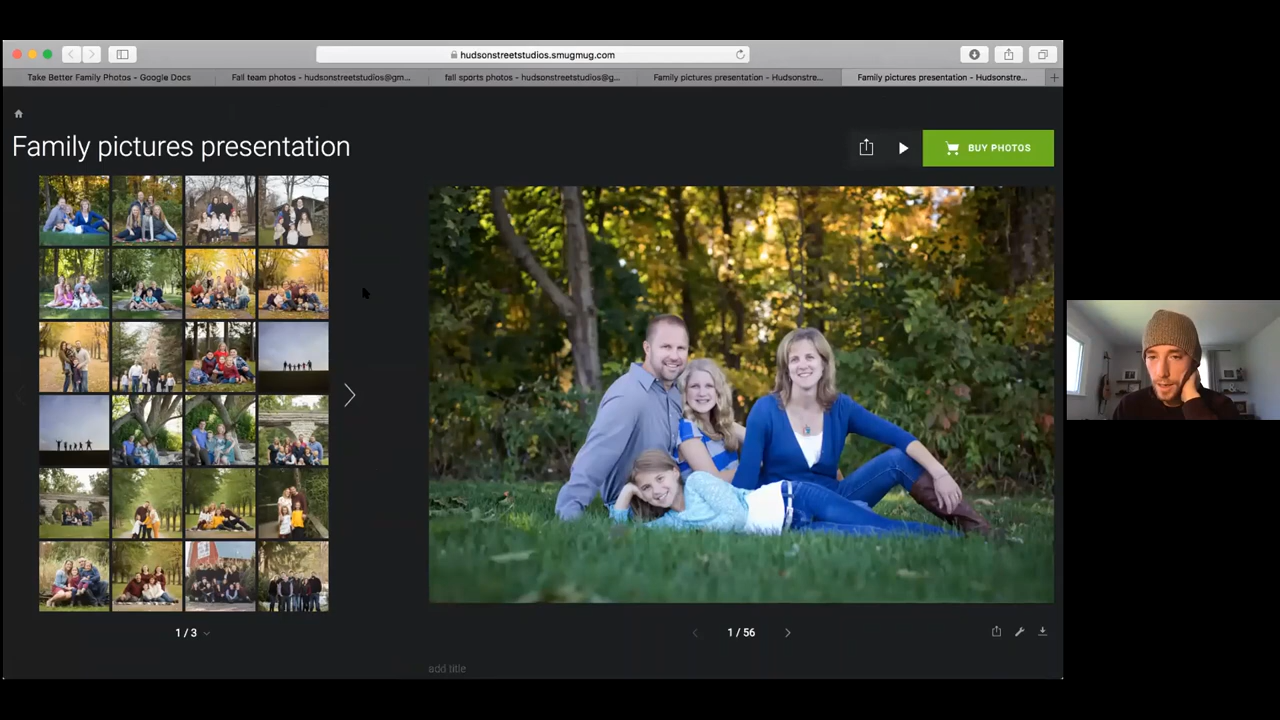 hudsonstreetstudios.smugmug.com
Take Better Family Photos - Google Docs
Fall team photos - hudsonstreetstudios@gm...
fall sports photos - hudsonstreetstudios@g...
Family pictures presentation - Hudsonstre...
Family pictures presentation - Hudsonstre...
Family pictures presentation
BUY PHOTOS
1 / 3
1 / 56
add title